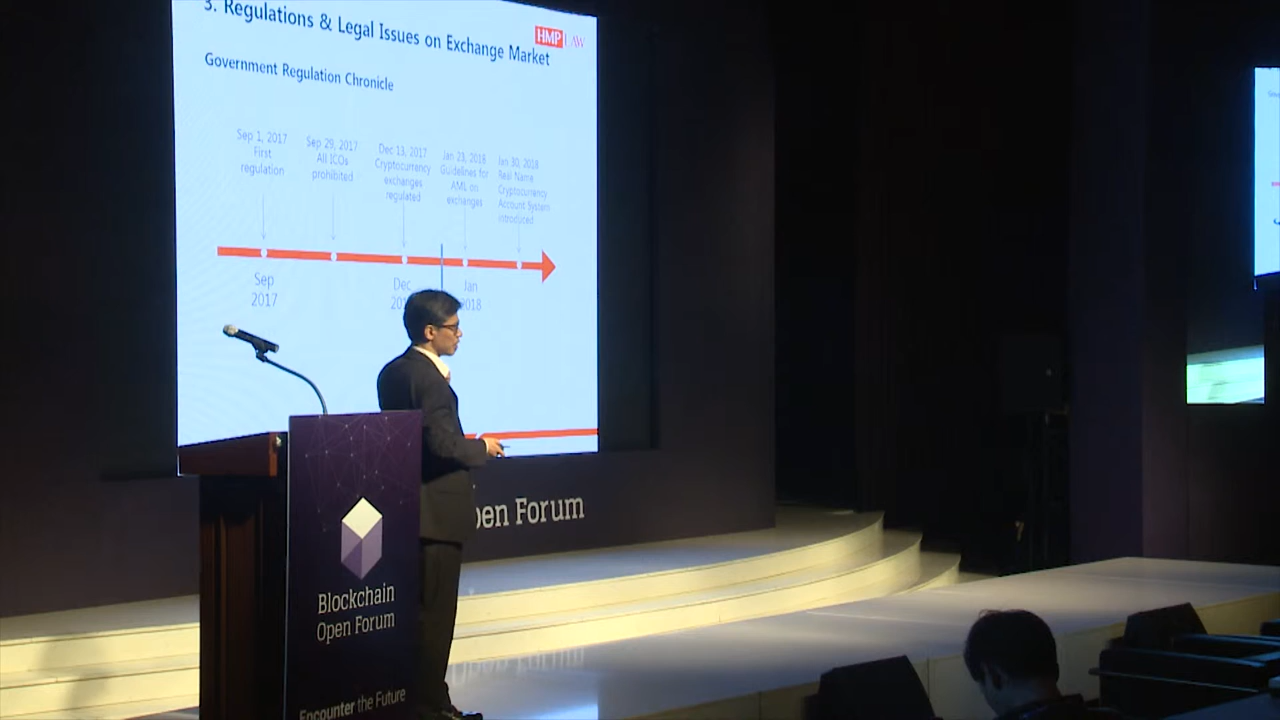 3. Regulations & Legal Issues on Exchange Market
HMP LAW
Government Regulation Chronicle
Sep 1, 2017
First
regulation
Sep 29, 2017
All ICOs
prohibited
Dec 13, 2017
Cryptocurrency
exchanges
regulated
Jan 23, 2018
Guidelines for
AML on
exchanges
Jan 30, 2018
Real Name
Cryptocurrency
Account System
introduced
Sep
2017
Dec
Jan
2018
Open Forum
Blockchain
Open Forum
Encounter the Future